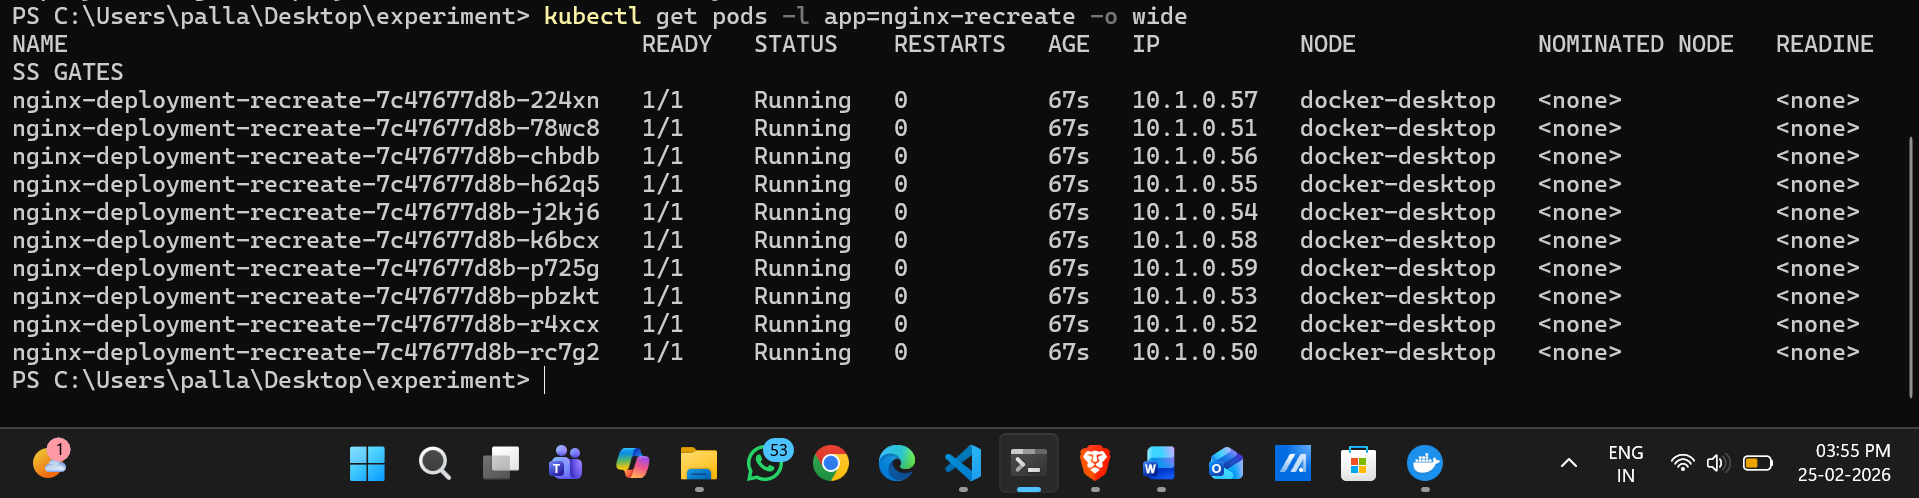 PS C:\Users\palla\Desktop\experiment> kubectl get pods -l app=nginx-recreate -o wide
NAME READY STATUS RESTARTS AGE IP NODE NOMINATED NODE READINE
SS GATES
nginx-deployment-recreate-7c47677d8b-224xn 1/1 Running 0 67s 10.1.0.57 docker-desktop <none> <none>
nginx-deployment-recreate-7c47677d8b-78wc8 1/1 Running 0 67s 10.1.0.51 docker-desktop <none> <none>
nginx-deployment-recreate-7c47677d8b-chbdb 1/1 Running 0 67s 10.1.0.56 docker-desktop <none> <none>
nginx-deployment-recreate-7c47677d8b-h62q5 1/1 Running 0 67s 10.1.0.55 docker-desktop <none> <none>
nginx-deployment-recreate-7c47677d8b-j2kj6 1/1 Running 0 67s 10.1.0.54 docker-desktop <none> <none>
nginx-deployment-recreate-7c47677d8b-k6bcx 1/1 Running 0 67s 10.1.0.58 docker-desktop <none> <none>
nginx-deployment-recreate-7c47677d8b-p725g 1/1 Running 0 67s 10.1.0.59 docker-desktop <none> <none>
nginx-deployment-recreate-7c47677d8b-pbzkt 1/1 Running 0 67s 10.1.0.53 docker-desktop <none> <none>
nginx-deployment-recreate-7c47677d8b-r4xcx 1/1 Running 0 67s 10.1.0.52 docker-desktop <none> <none>
nginx-deployment-recreate-7c47677d8b-rc7g2 1/1 Running 0 67s 10.1.0.50 docker-desktop <none> <none>
PS C:\Users\palla\Desktop\experiment>
1
53
ENG
IN
03:55 PM
25-02-2026